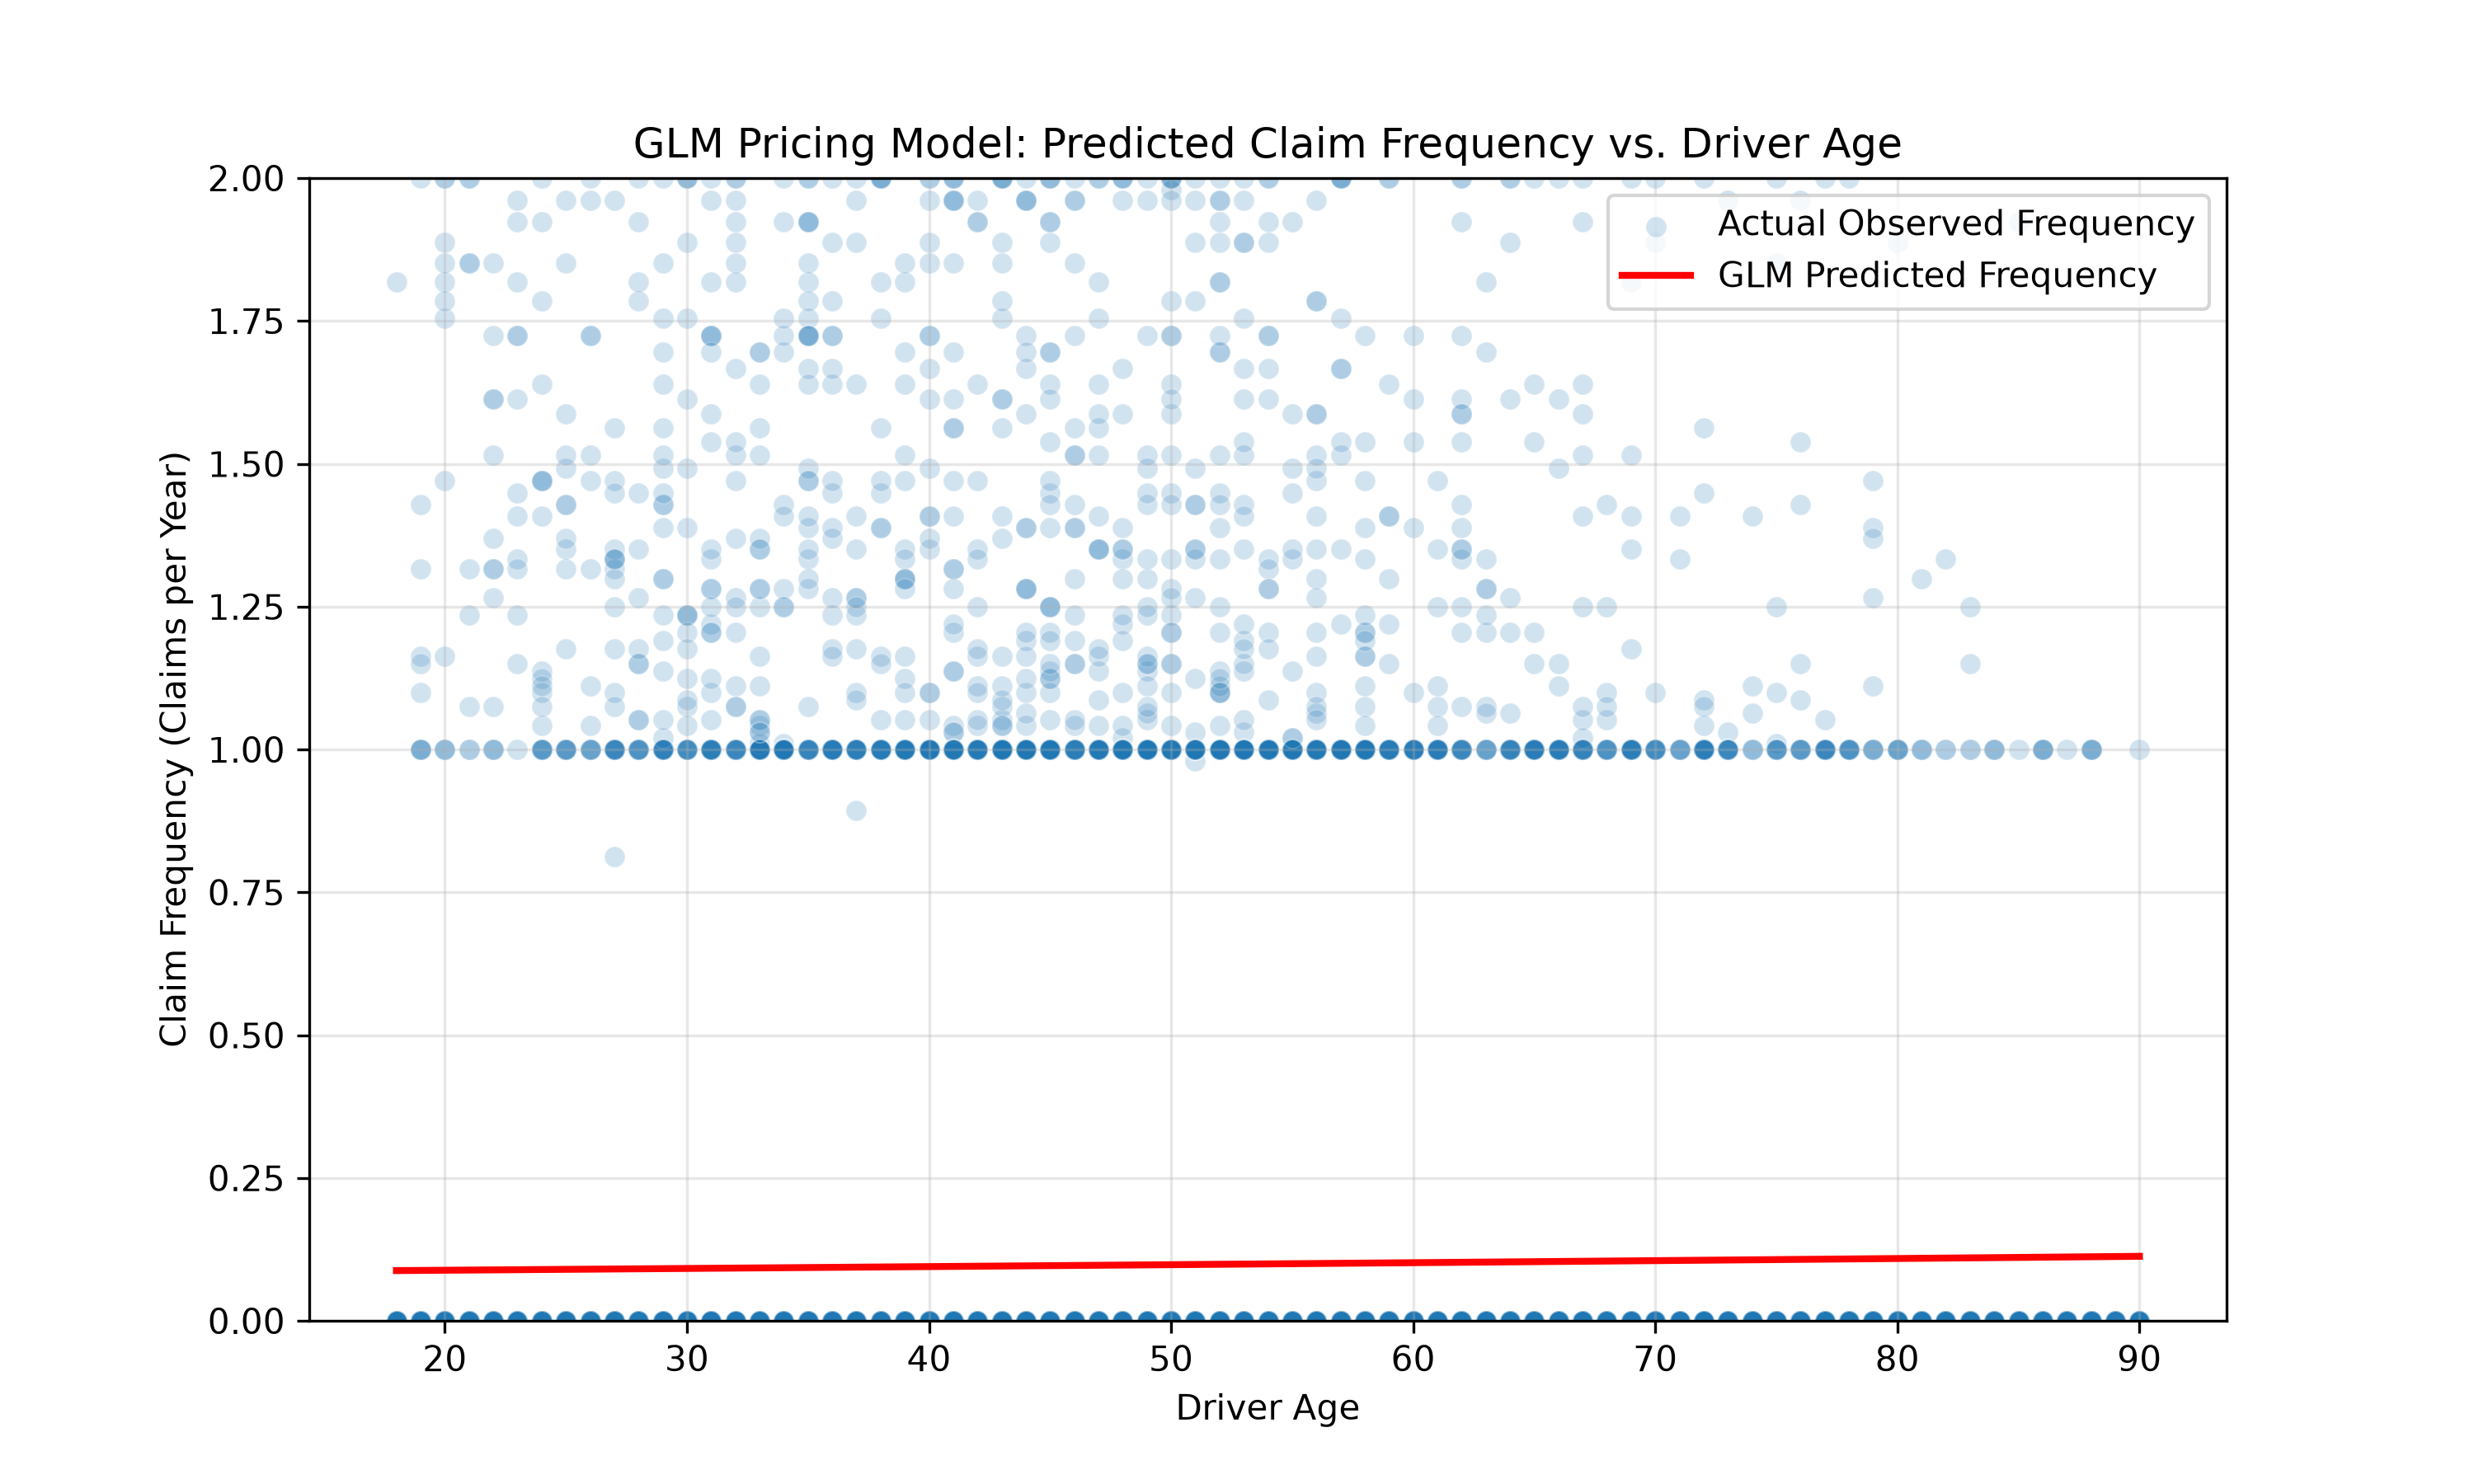 GLM Pricing Model: Predicted Claim Frequency vs. Driver Age
Claim Frequency (Claims per Year)
2.00
1.75
1.50
1.25
1.00
0.75
0.50
0.25
0.00
Actual Observed Frequency
GLM Predicted Frequency
20 30 40 50 60 70 80 90
Driver Age